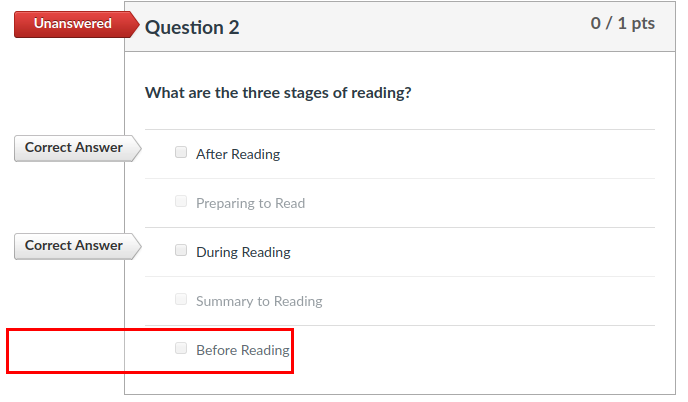 Unanswered
Question 2
0 / 1 pts
What are the three stages of reading?
Correct Answer
After Reading
Preparing to Read
Correct Answer
During Reading
Summary to Reading
Before Reading